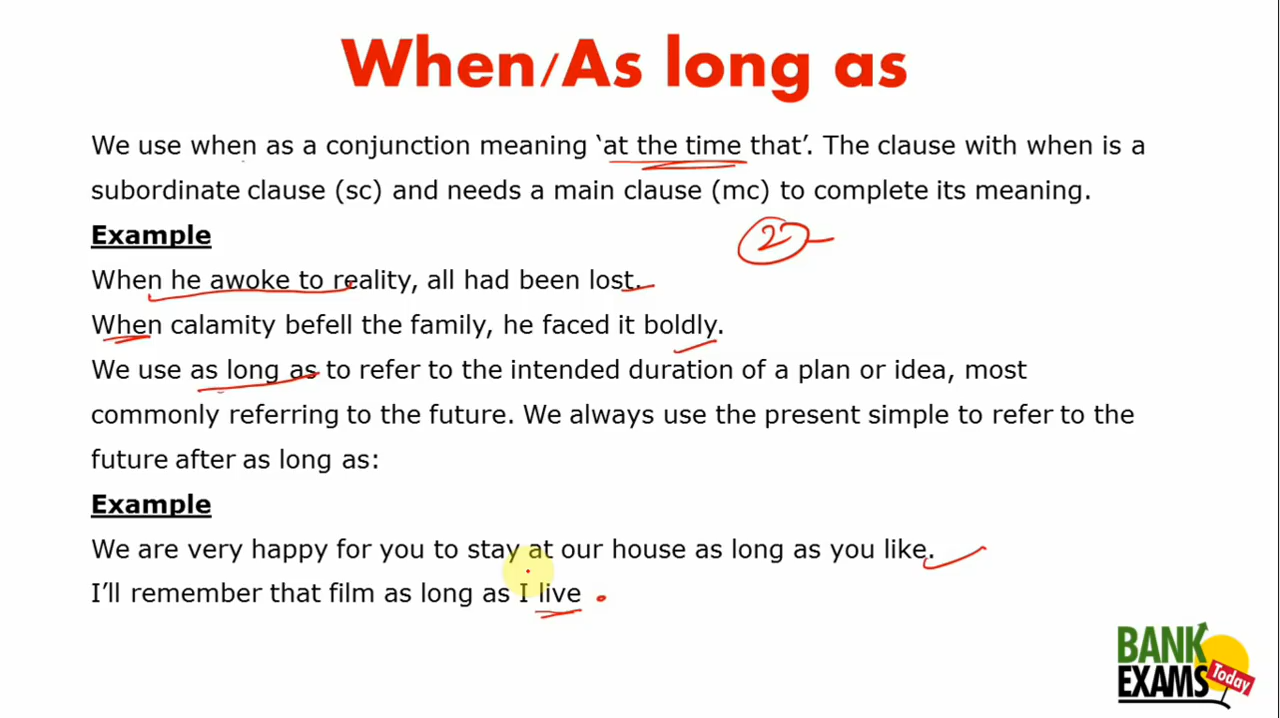 When/As long as
We use when as a conjunction meaning ‘at the time that’. The clause with when is a
subordinate clause (sc) and needs a main clause (mc) to complete its meaning.
Example
2
When he awoke to reality, all had been lost.
When calamity befell the family, he faced it boldly.
We use as long as to refer to the intended duration of a plan or idea, most
commonly referring to the future. We always use the present simple to refer to the
future after as long as:
Example
We are very happy for you to stay at our house as long as you like.
I’ll remember that film as long as I live
BANK
EXAMS
Today